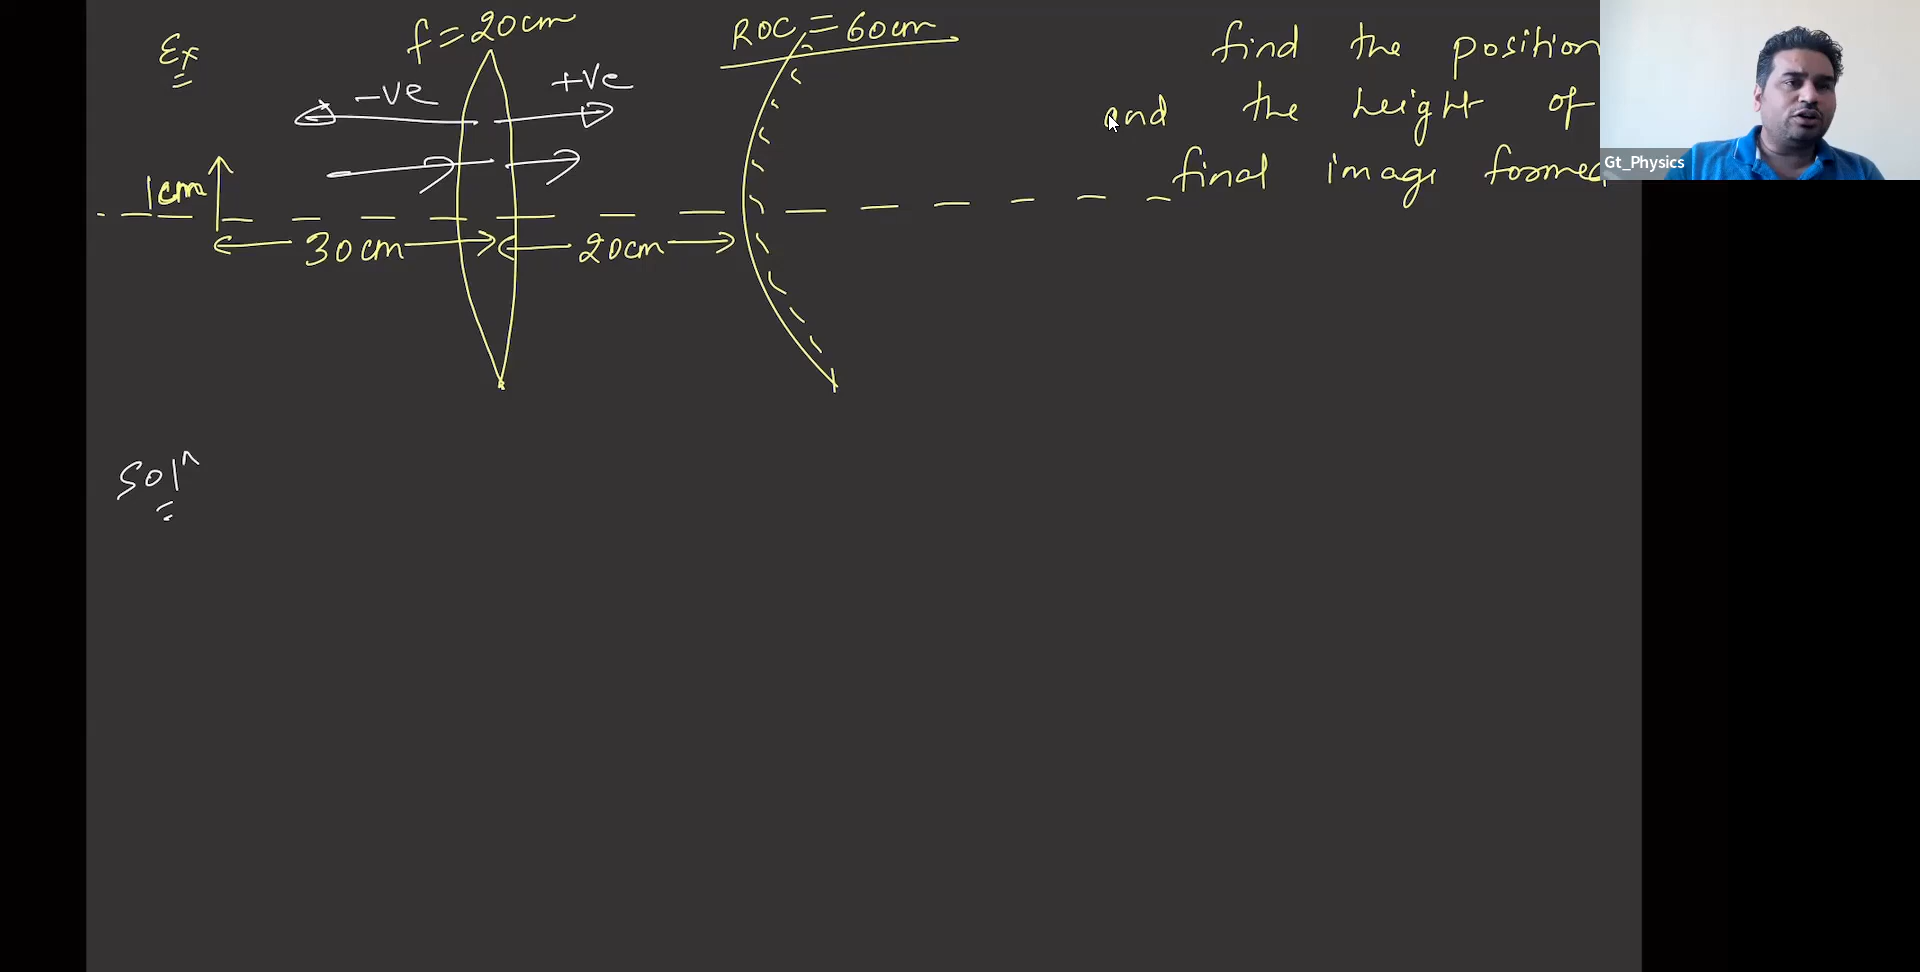 Ex
f = 20cm
ROC = 60cm
find the position
and the height of
final image formed
-ve
+ve
1cm
30cm
20cm
Solⁿ
Gt_Physics